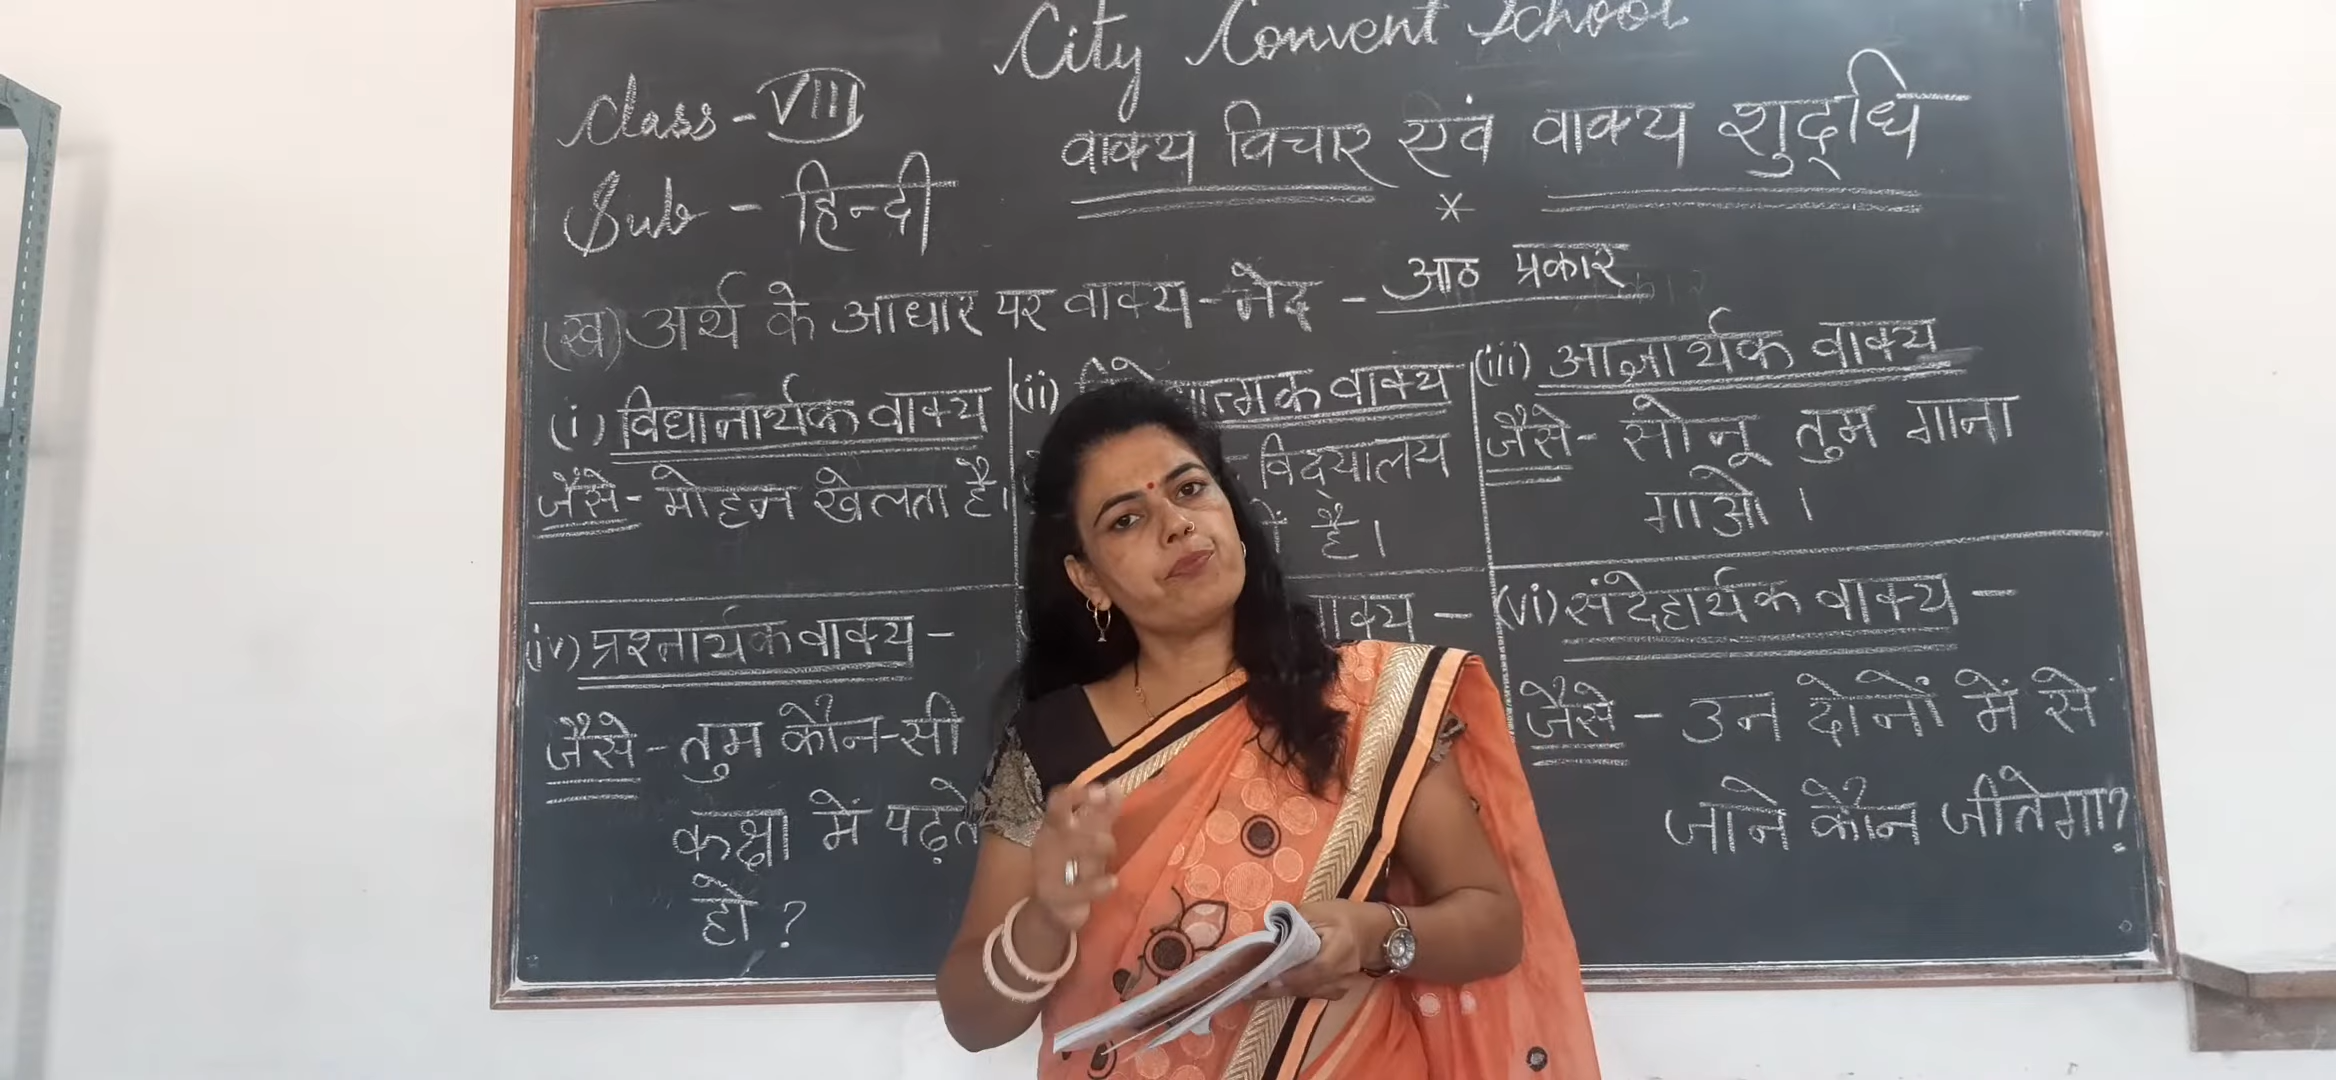 City Convent School
Class - VIII
वाक्य विचार एवं वाक्य शुद्धि
Sub - हिन्दी
*
(ख) अर्थ के आधार पर वाक्य-भेद - आठ प्रकार
(i) विधानार्थक वाक्य
जैसे - मोहन खेलता है।
(ii) वाक्य
- विद्यालय
है।
(iii) आज्ञार्थक वाक्य
जैसे - सोनू तुम गाना
गाओ ।
(iv) प्रश्नार्थक वाक्य -
जैसे - तुम कौन-सी
कक्षा में पढ़ते
हो ?
वाक्य -
(vi) संदेहार्थक वाक्य -
जैसे - उन दोनों में से
जाने कौन जीतेगा?